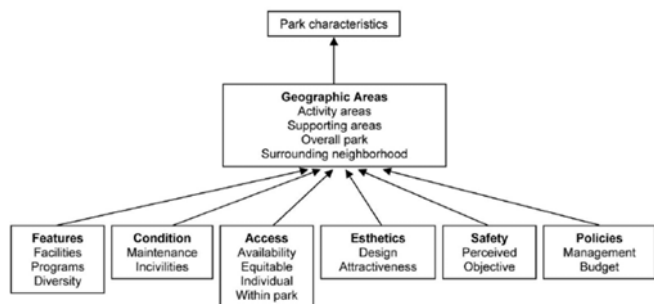 Park characteristics
Geographic Areas
Activity areas
Supporting areas
Overall park
Surrounding neighborhood
Features
Facilities
Programs
Diversity
Condition
Maintenance
Incivilities
Access
Availability
Equitable
Individual
Within park
Esthetics
Design
Attractiveness
Safety
Perceived
Objective
Policies
Management
Budget